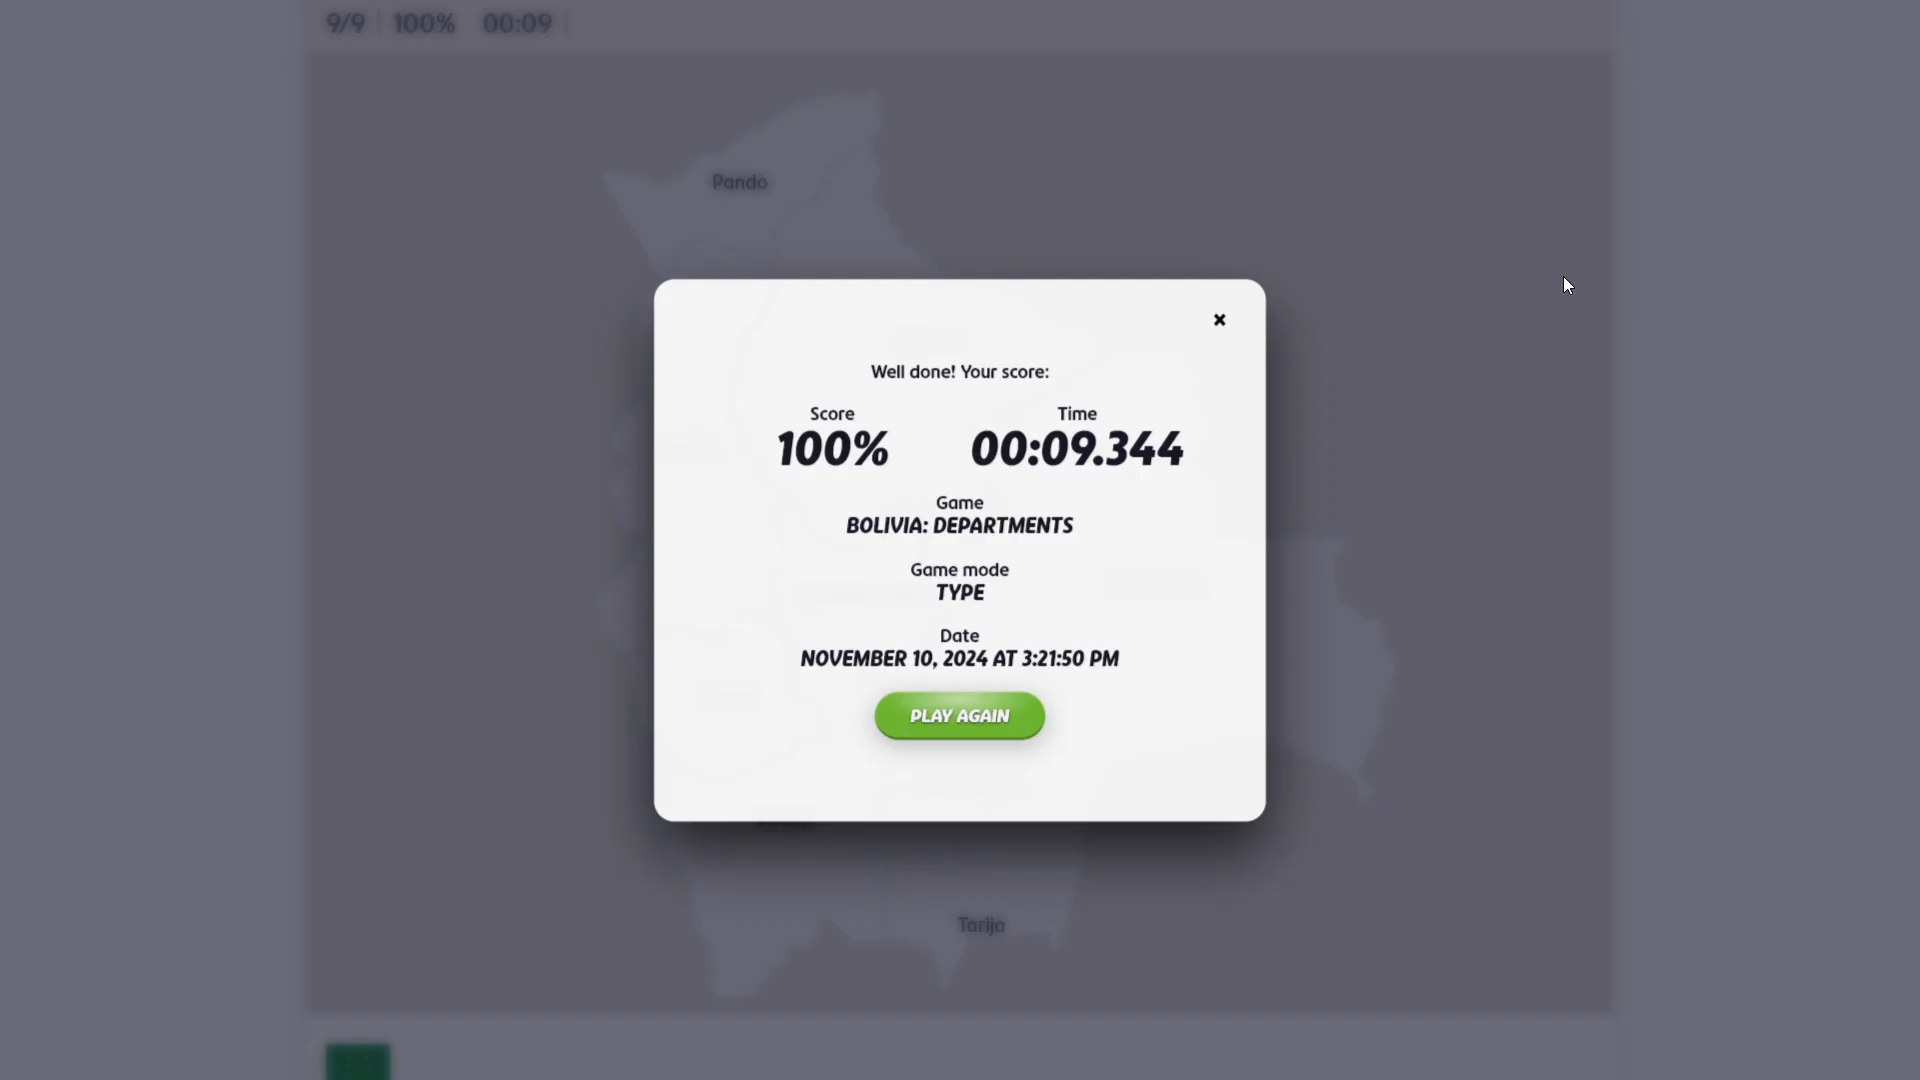 9/9 100% 00:09
Pando
×
Well done! Your score:
Score Time
100% 00:09.344
Game
BOLIVIA: DEPARTMENTS
Game mode
TYPE
Date
NOVEMBER 10, 2024 AT 3:21:50 PM
PLAY AGAIN
Tarija